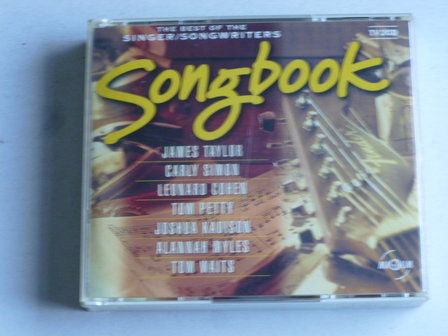 THE BEST OF THE
SINGER/SONGWRITERS
Songbook
JAMES TAYLOR
CARLY SIMON
LEONARD COHEN
TOM PETTY
JOSHUA KADISON
ALANNAH MYLES
TOM WAITS